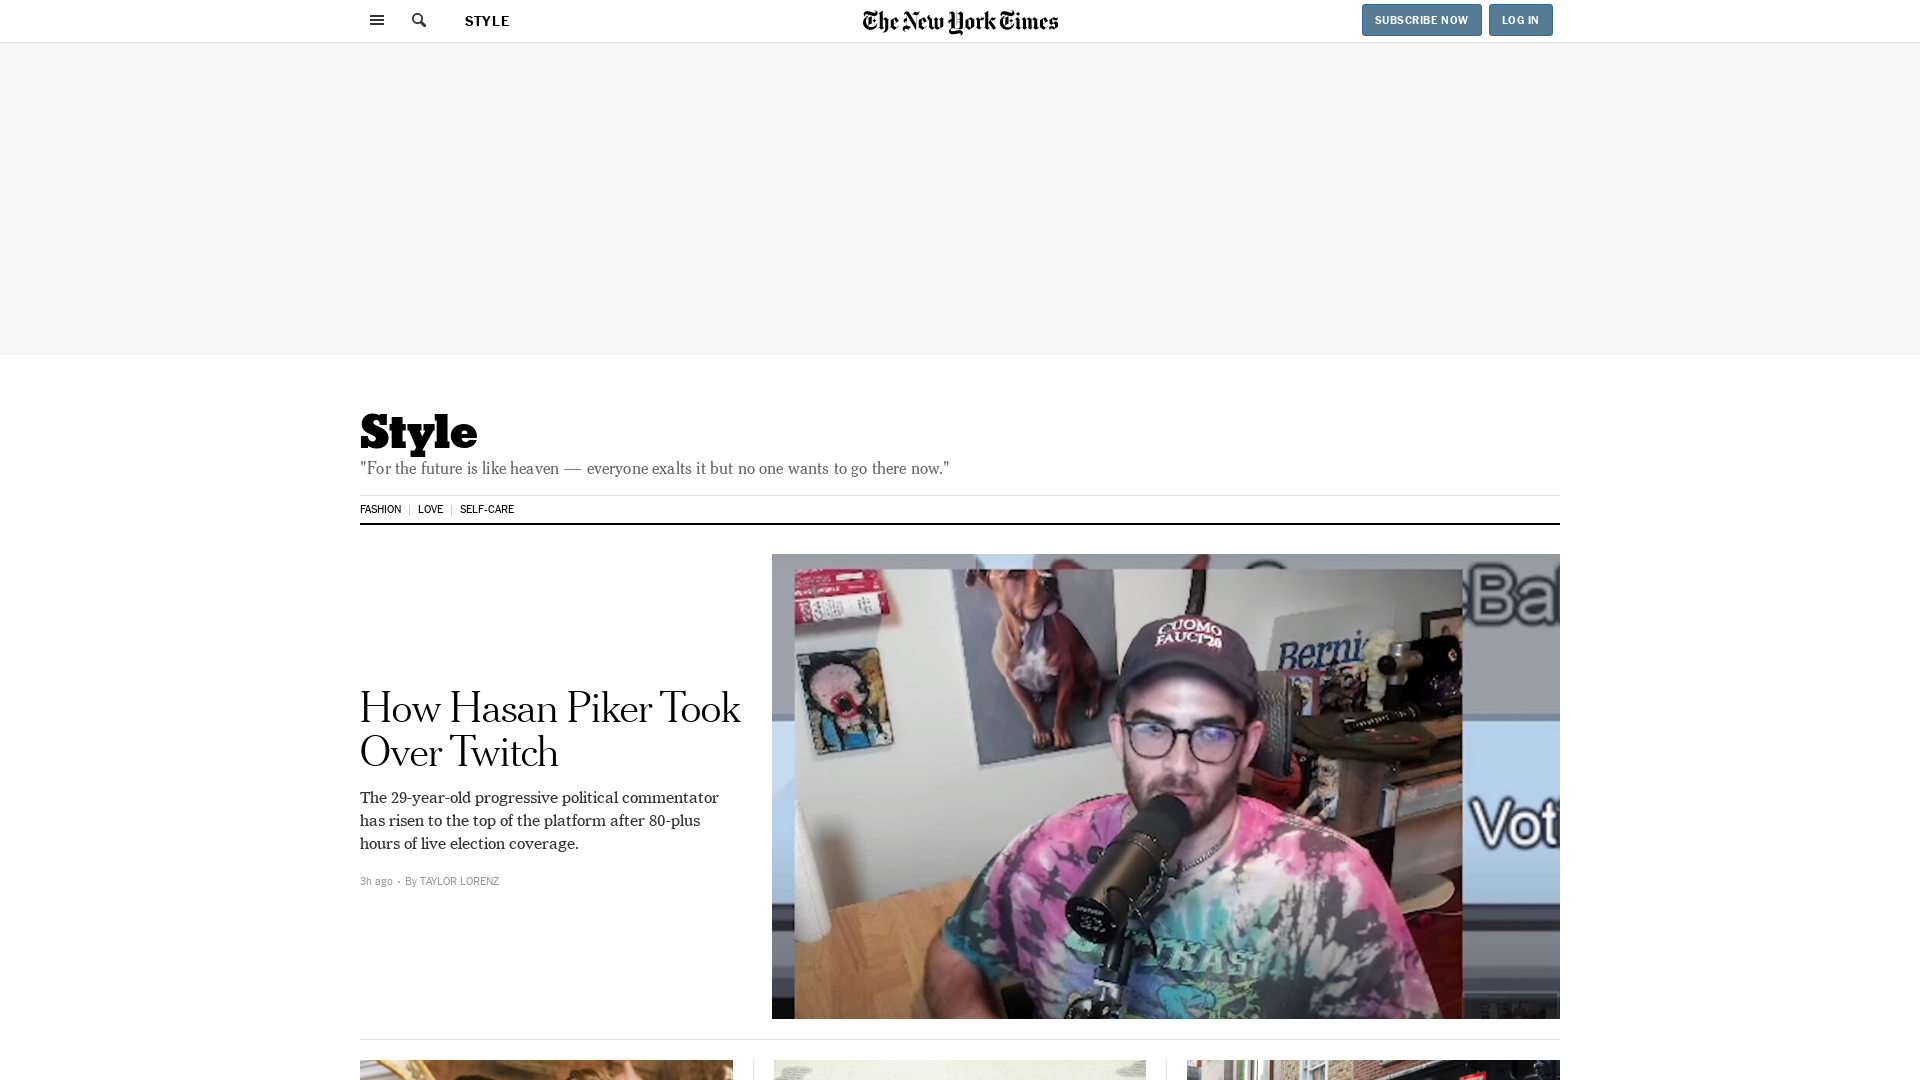 STYLE
The New York Times
SUBSCRIBE NOW
LOG IN
Style
"For the future is like heaven — everyone exalts it but no one wants to go there now."
FASHION
LOVE
SELF-CARE
How Hasan Piker Took
Over Twitch
The 29-year-old progressive political commentator
has risen to the top of the platform after 80-plus
hours of live election coverage.
3h ago • By TAYLOR LORENZ
CUOMO
FAUCI '20
Berni
eBa
Vot